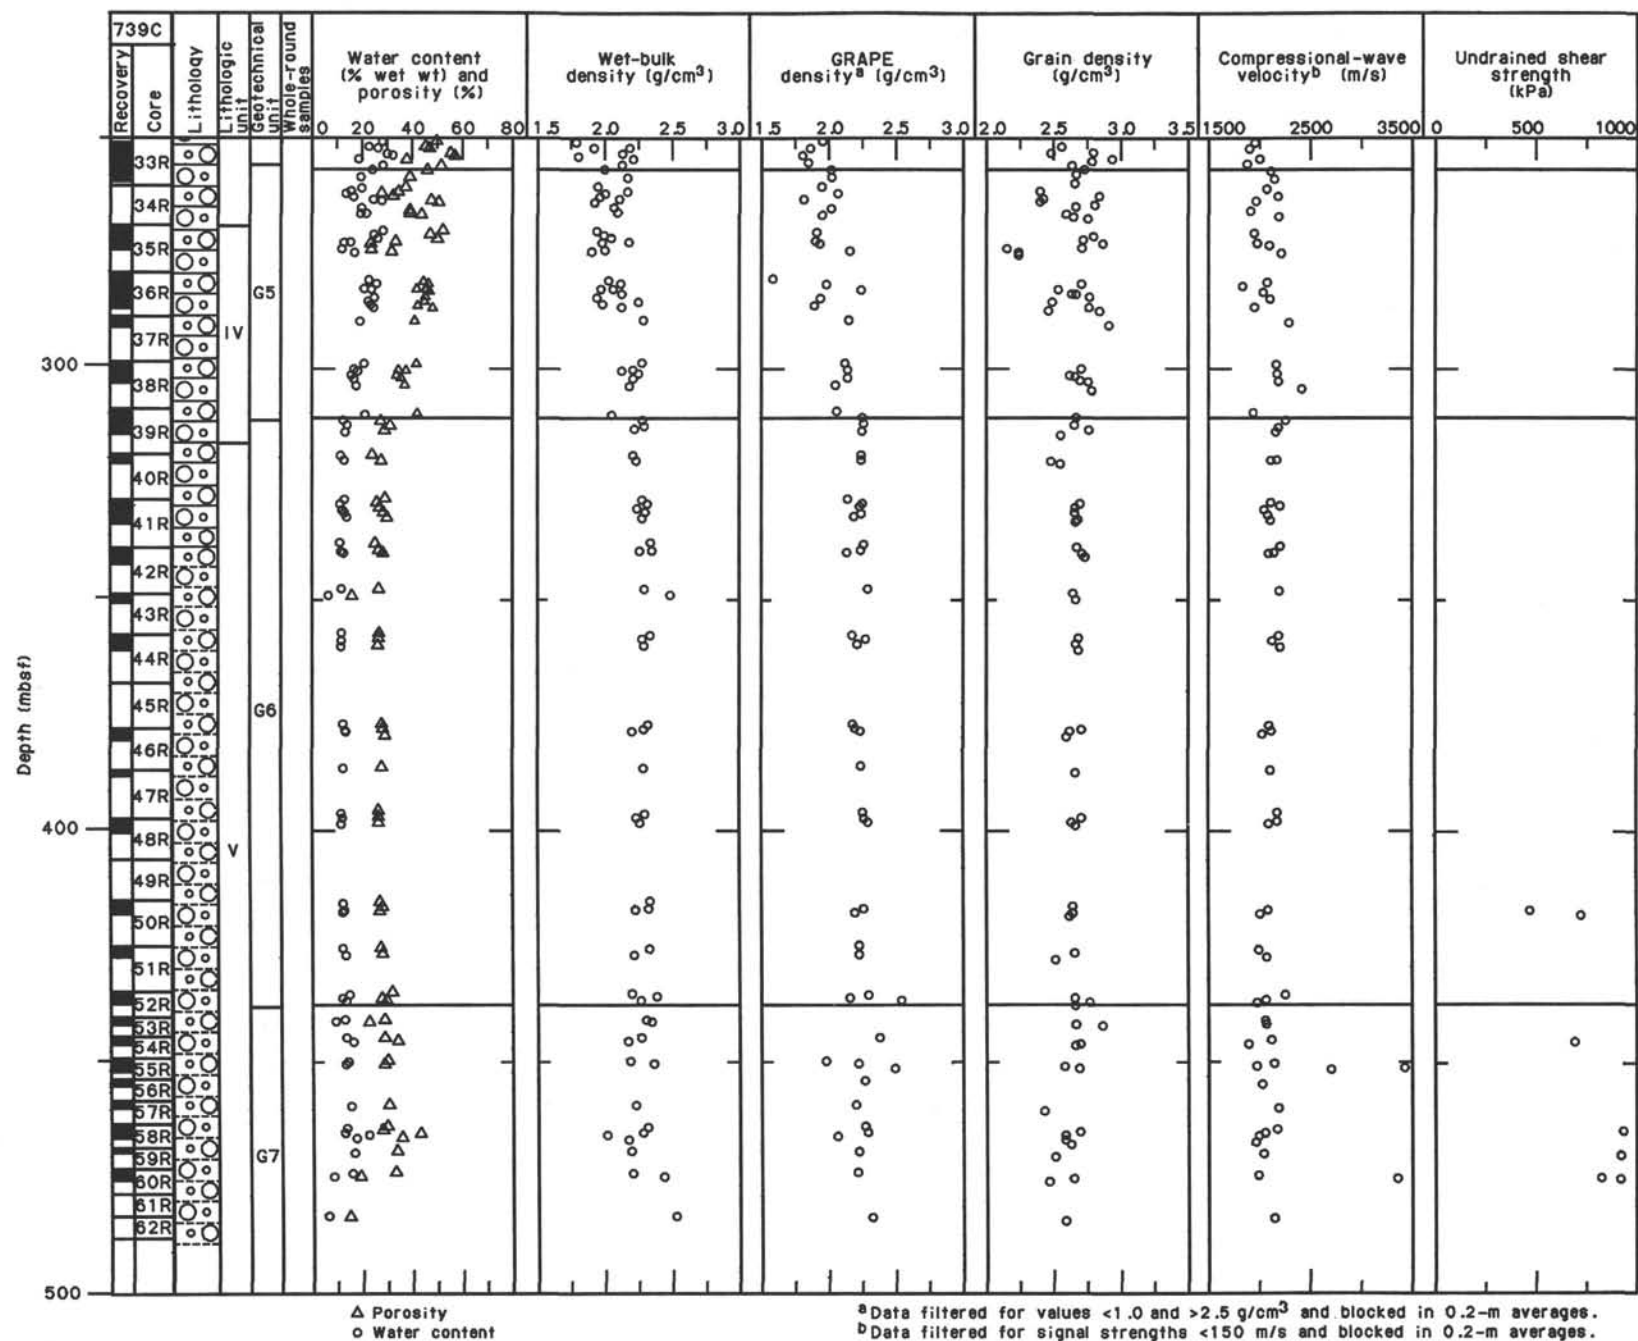 739C
Recovery
Core
Lithology
Lithologic
unit
Geotechnical
unit
Whole-round
samples
Water content
(% wet wt) and
porosity (%)
0 20 40 60 80
Wet-bulk
density (g/cm³)
1.5 2.0 2.5 3.0
GRAPE
densityᵃ (g/cm³)
1.5 2.0 2.5 3.0
Grain density
(g/cm³)
2.0 2.5 3.0 3.5
Compressional-wave
velocityᵇ (m/s)
1500 2500 3500
Undrained shear
strength
(kPa)
0 500 1000
33R
34R
35R
36R
37R
38R
39R
40R
41R
42R
43R
44R
45R
46R
47R
48R
49R
50R
51R
52R
53R
54R
55R
56R
57R
58R
59R
60R
61R
62R
IV
V
G5
G6
G7
Depth (mbsf)
300
400
500
△ Porosity
○ Water content
ᵃData filtered for values <1.0 and >2.5 g/cm³ and blocked in 0.2-m averages.
ᵇData filtered for signal strengths <150 m/s and blocked in 0.2-m averages.